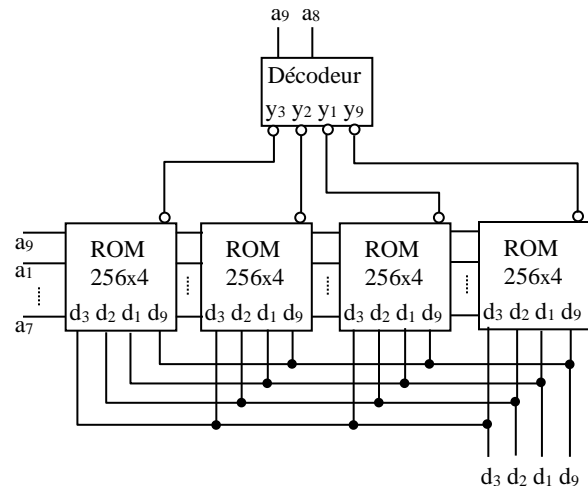 a9 a8
Décodeur
y3 y2 y1 y9
a9
a1
a7
ROM
256x4
d3 d2 d1 d9
ROM
256x4
d3 d2 d1 d9
ROM
256x4
d3 d2 d1 d9
ROM
256x4
d3 d2 d1 d9
d3 d2 d1 d9